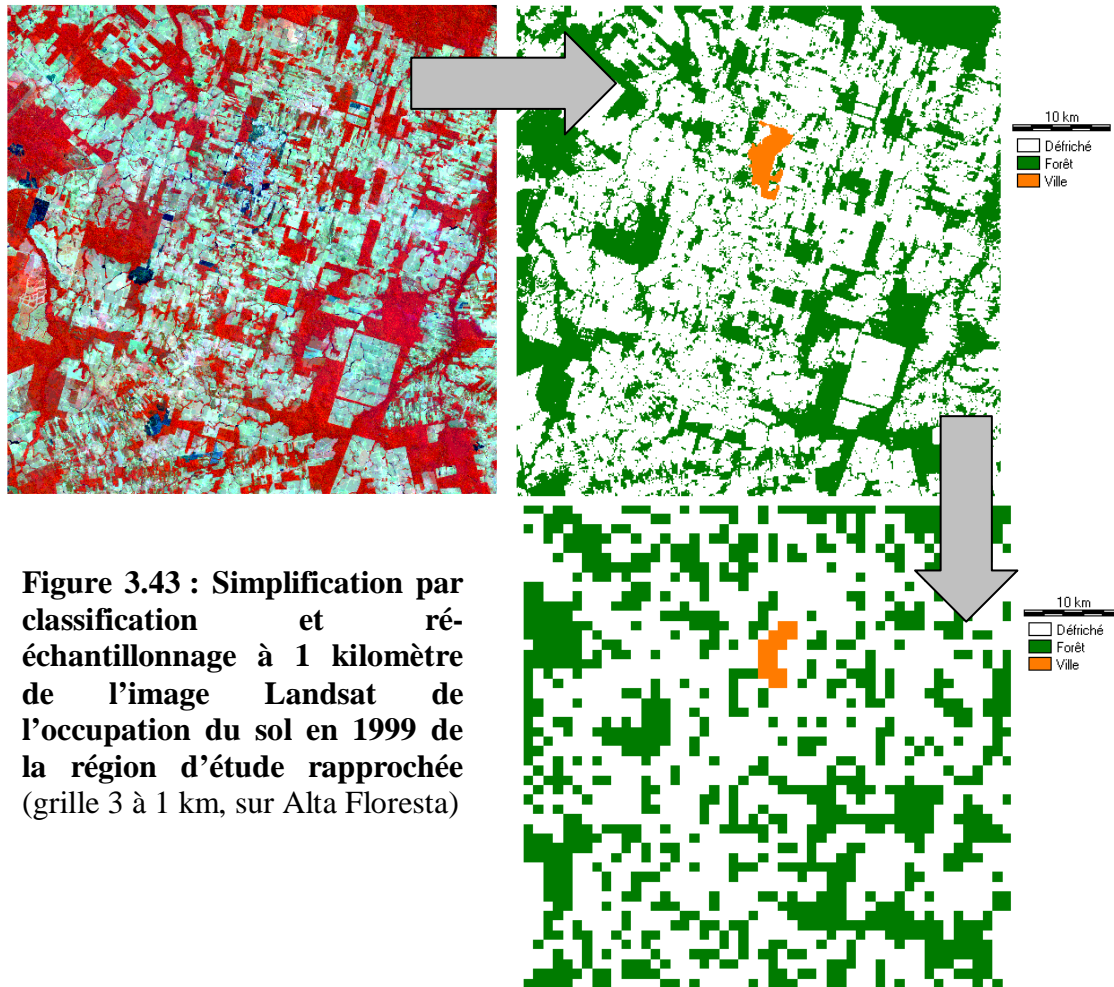 10 km
Défriché
Forêt
Ville
Figure 3.43 : Simplification par
classification et ré-
échantillonnage à 1 kilomètre
de l'image Landsat de
l'occupation du sol en 1999 de
la région d'étude rapprochée
(grille 3 à 1 km, sur Alta Floresta)
10 km
Défriché
Forêt
Ville